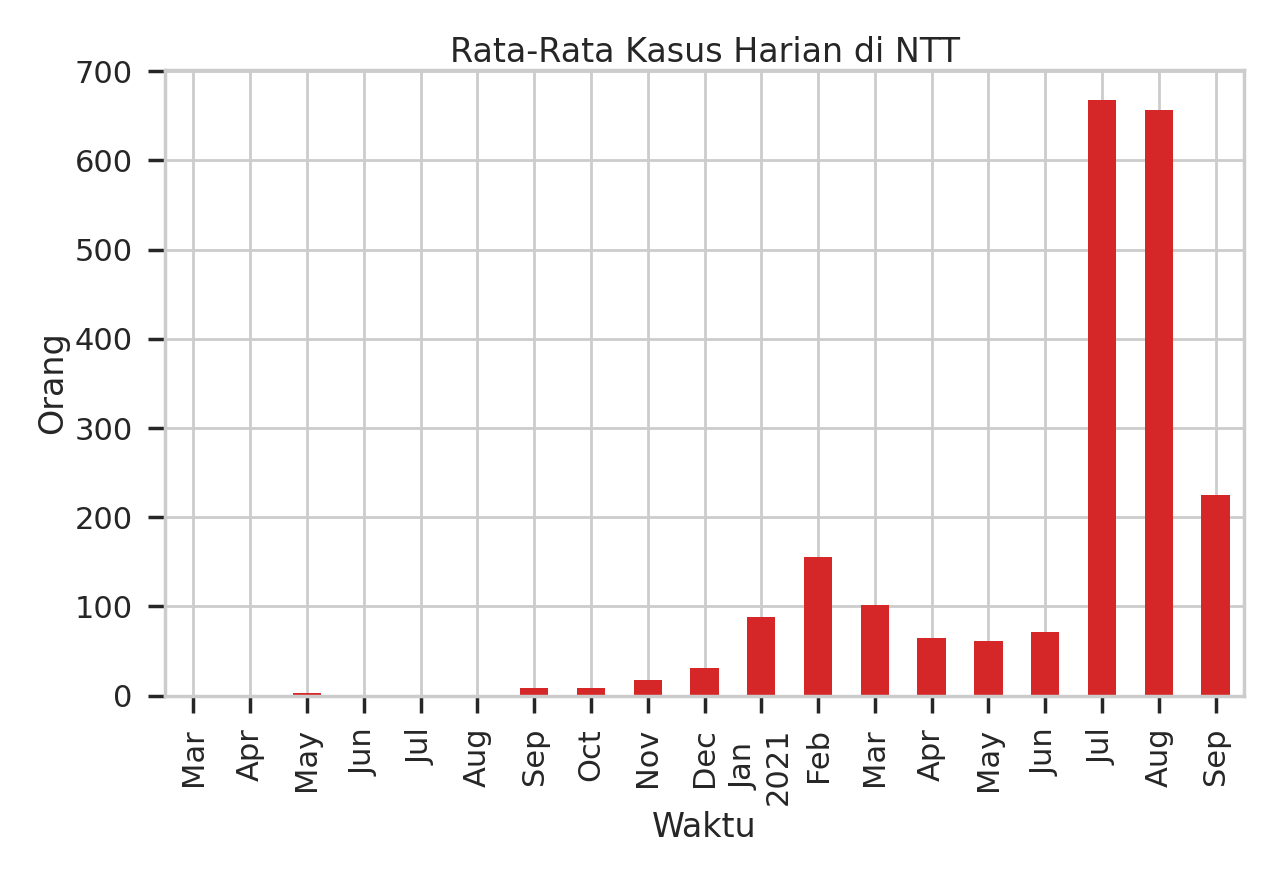 Rata-Rata Kasus Harian di NTT
700
600
500
400
300
200
100
0
Orang
Mar
Apr
May
Jun
Jul
Aug
Sep
Oct
Nov
Dec
Jan
2021
Feb
Mar
Apr
May
Jun
Jul
Aug
Sep
Waktu